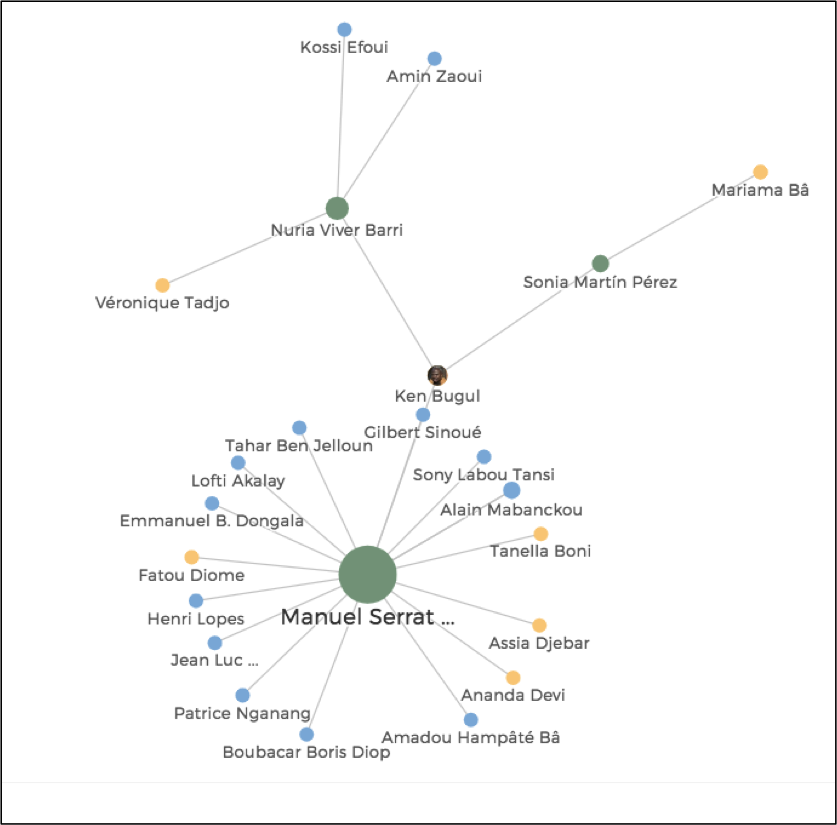 Kossi Efoui
Amin Zaoui
Mariama Bâ
Nuria Viver Barri
Sonia Martín Pérez
Véronique Tadjo
Ken Bugul
Gilbert Sinoué
Tahar Ben Jelloun
Sony Labou Tansi
Lofti Akalay
Alain Mabanckou
Emmanuel B. Dongala
Tanella Boni
Fatou Diome
Henri Lopes
Manuel Serrat ...
Assia Djebar
Jean Luc ...
Ananda Devi
Patrice Nganang
Amadou Hampâté Bâ
Boubacar Boris Diop